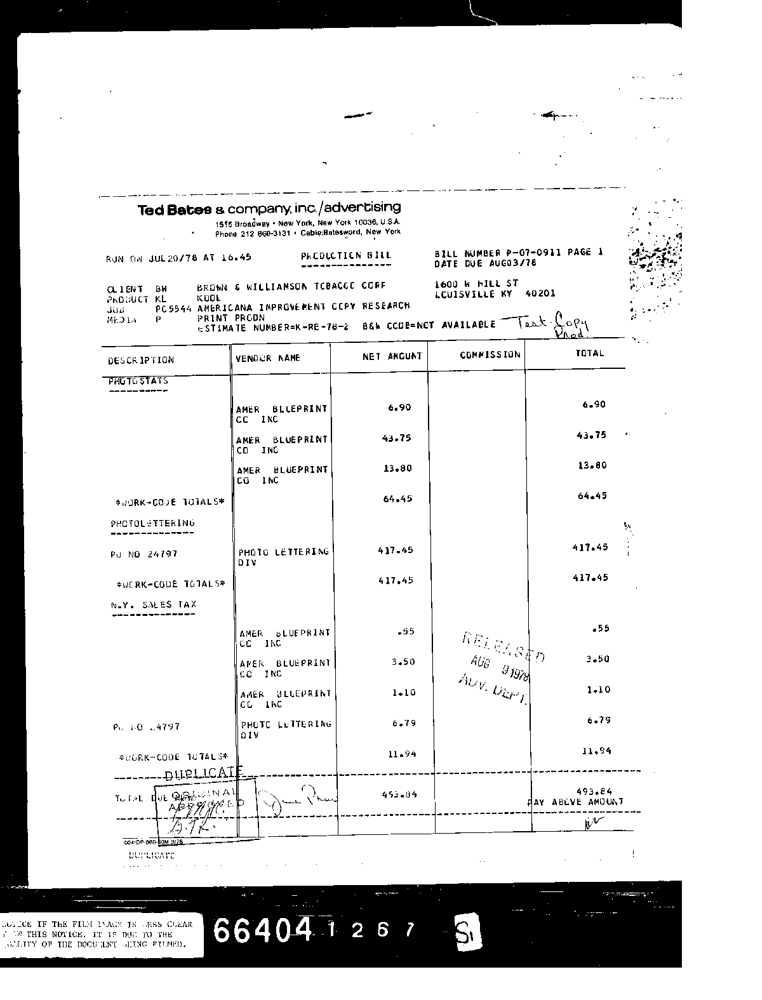 Ted Bates & company, inc./advertising
1515 Broadway • New York, New York 10036, U.S.A.
Phone 212 869-3131 • Cable: Batesword, New York
RUN ON JUL20/78 AT 16.45 PRODUCTION BILL BILL NUMBER P-07-0911 PAGE 1
DATE DUE AUG03/78
CLIENT BW BROWN & WILLIAMSON TOBACCO CORP 1600 W HILL ST
PRODUCT KL KOOL LOUISVILLE KY 40201
JOB PC5544 AMERICANA IMPROVEMENT COPY RESEARCH
MEDIA P PRINT PRODN
ESTIMATE NUMBER=K-RE-78-2 B&W CODE=NOT AVAILABLE Test Copy
Prod.
DESCRIPTION VENDOR NAME NET AMOUNT COMMISSION TOTAL
PHOTOSTATS
AMER BLUEPRINT 6.90 6.90
CO INC
AMER BLUEPRINT 43.75 43.75
CO INC
AMER BLUEPRINT 13.80 13.80
CO INC
*WORK-CODE TOTALS* 64.45 64.45
PHOTOLETTERING
PO NO 24797 PHOTO LETTERING 417.45 417.45
DIV
*WORK-CODE TOTALS* 417.45 417.45
N.Y. SALES TAX
AMER BLUEPRINT .55 .55
CO INC
AMER BLUEPRINT 3.50 3.50
CO INC
AMER BLUEPRINT 1.10 1.10
CO INC
RELEASED
AUG 9 1978
ADV. DEPT.
PO NO 24797 PHOTO LETTERING 6.79 6.79
DIV
*WORK-CODE TOTALS* 11.94 11.94
DUPLICATE
TOTAL DUE 493.84 493.84
ORIGINAL
APPROVED
PAY ABOVE AMOUNT
DUPLICATE
NOTICE IF THE FILM IMAGE IS LESS CLEAR
THAN THIS NOTICE, IT IS DUE TO THE
QUALITY OF THE DOCUMENT BEING FILMED.
66404 1267